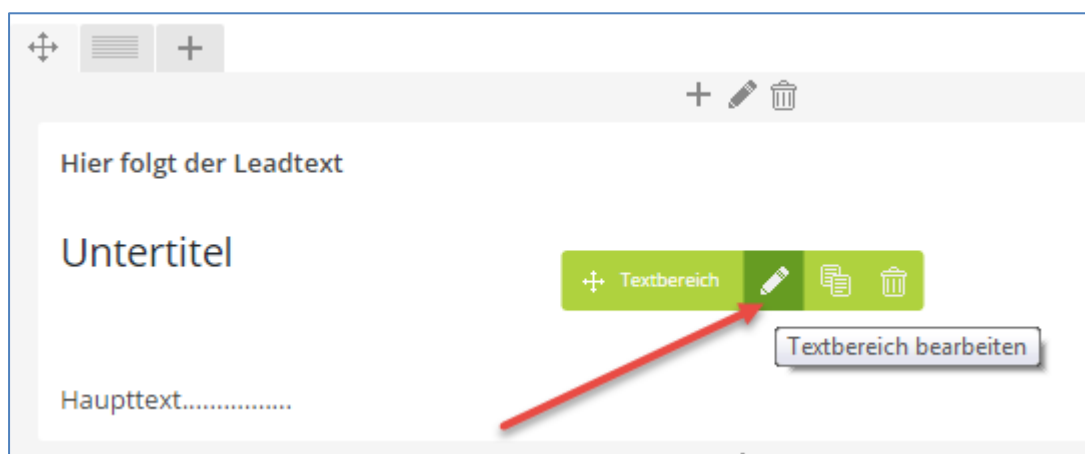 Hier folgt der Leadtext
Untertitel
Textbereich
Textbereich bearbeiten
Haupttext................